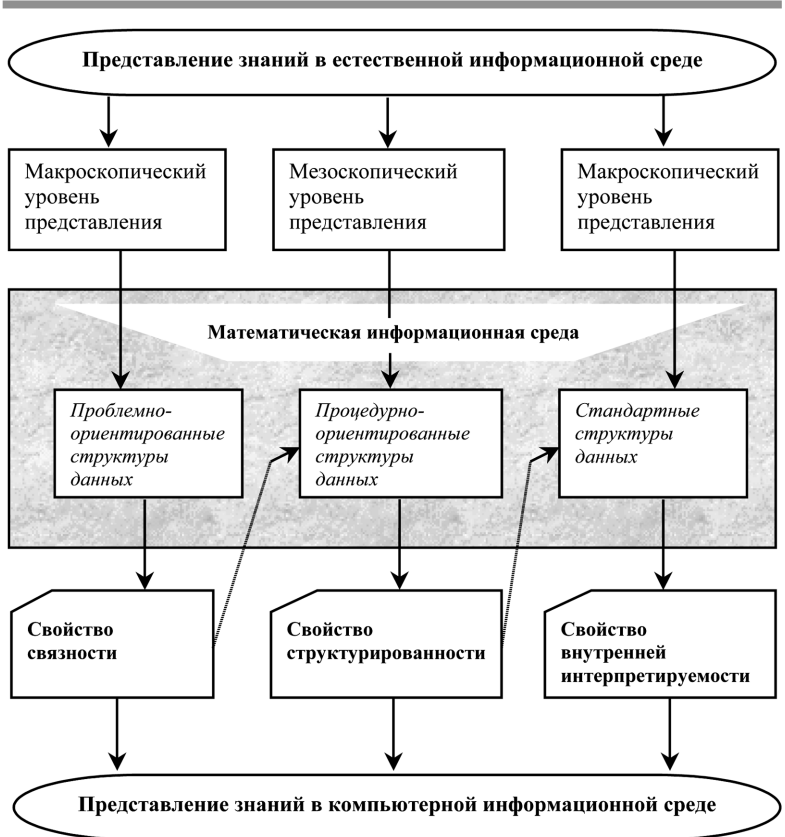 Представление знаний в естественной информационной среде
Макроскопический
уровень
представления
Мезоскопический
уровень
представления
Макроскопический
уровень
представления
Математическая информационная среда
Проблемно-
ориентированные
структуры
данных
Процедурно-
ориентированные
структуры
данных
Стандартные
структуры
данных
Свойство
связности
Свойство
структурированности
Свойство
внутренней
интерпретируемости
Представление знаний в компьютерной информационной среде